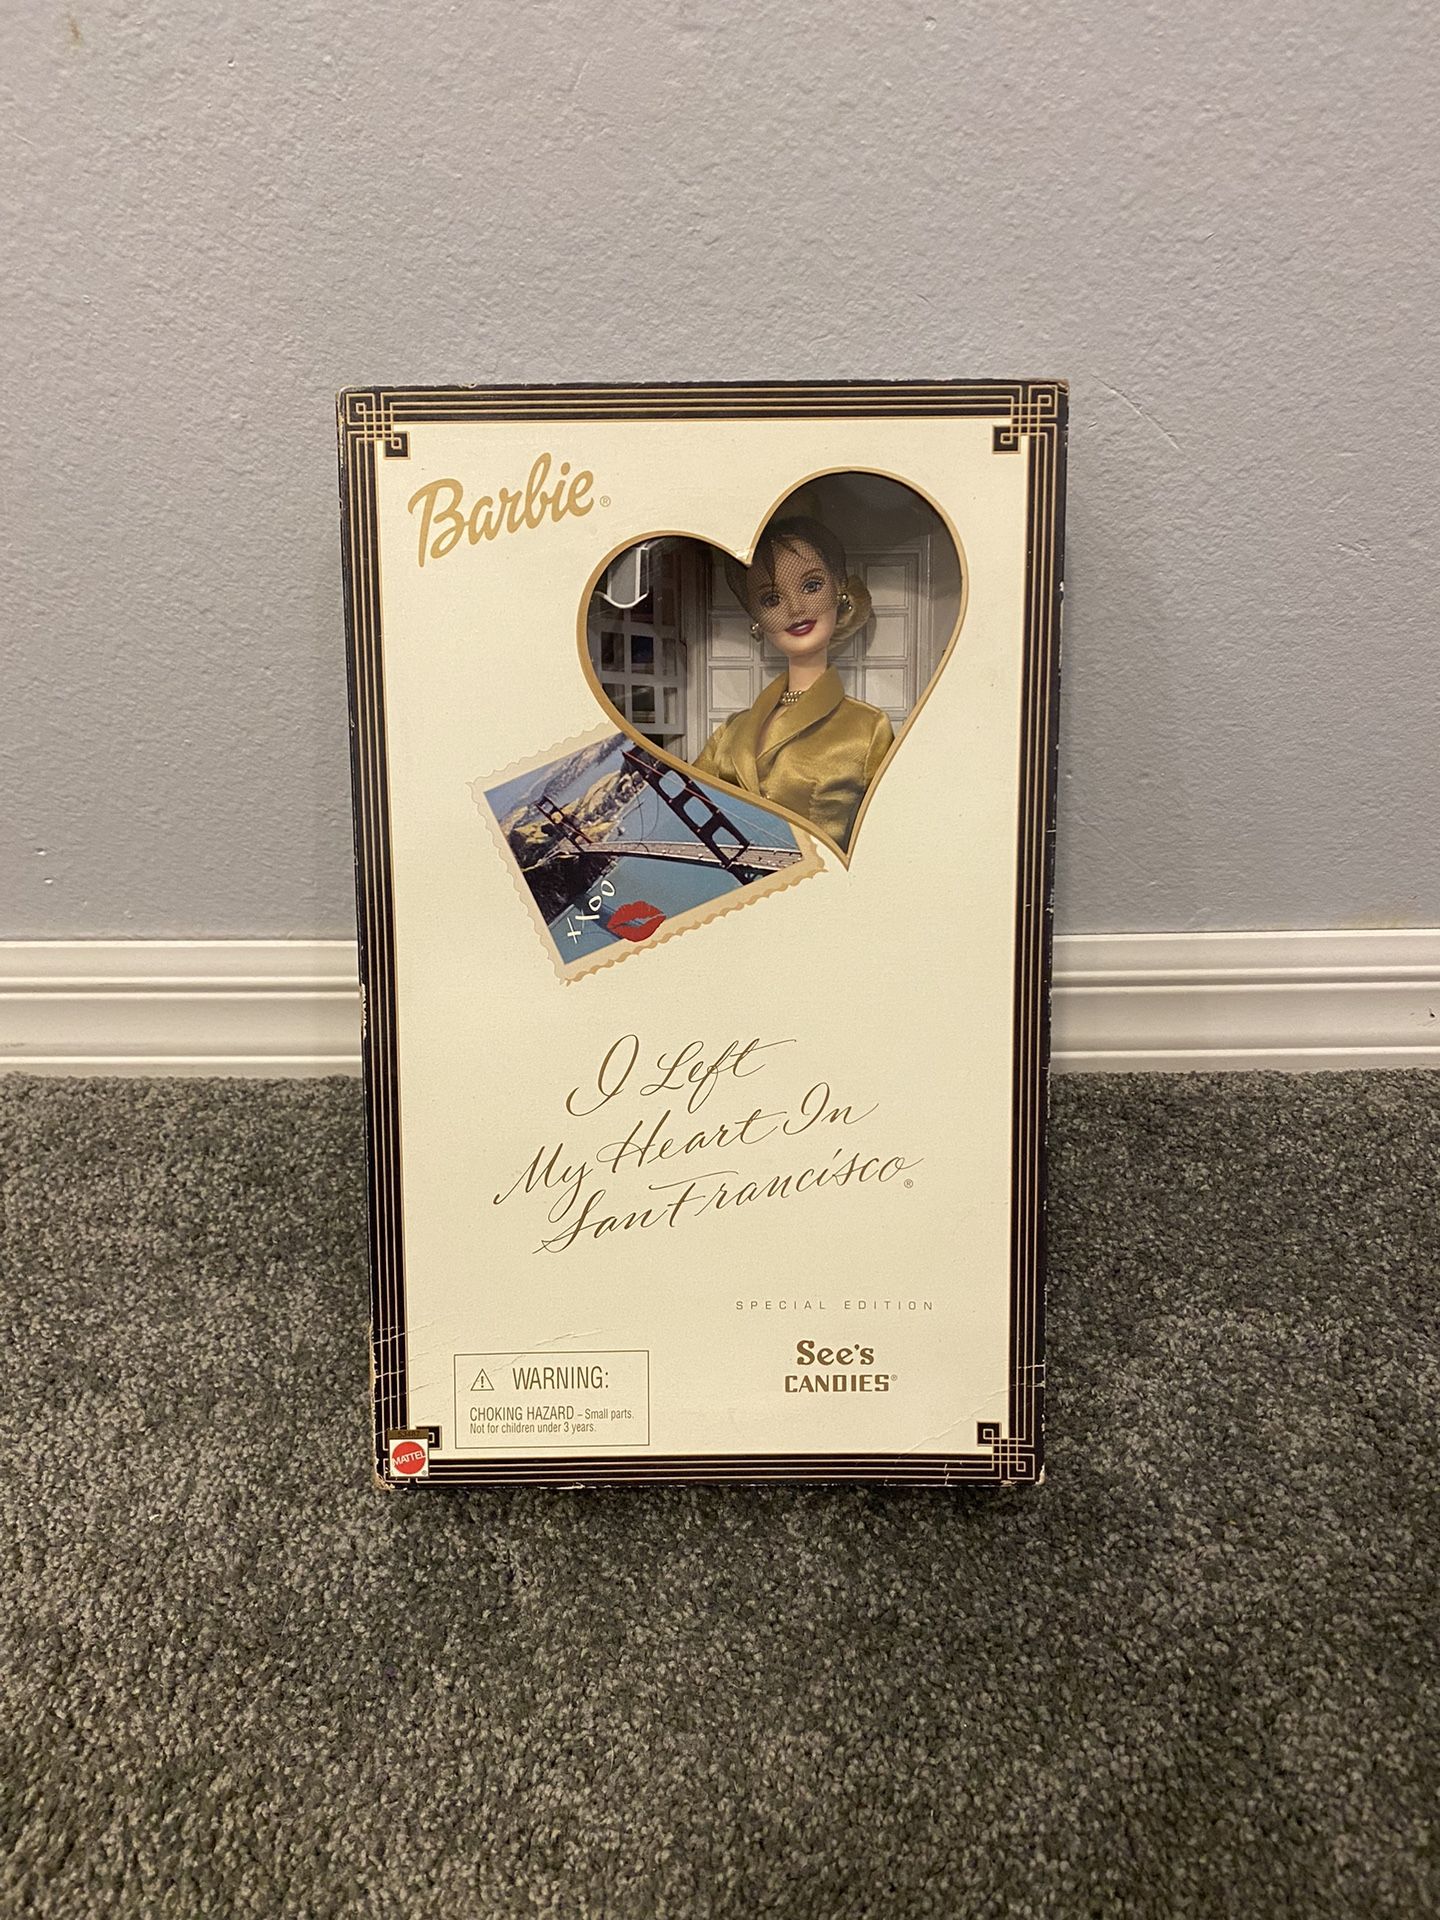 Barbie®
xxoo
I Left
My Heart In
San Francisco®
SPECIAL EDITION
See's
CANDIES®
⚠ WARNING:
CHOKING HAZARD – Small parts.
Not for children under 3 years.
MATTEL